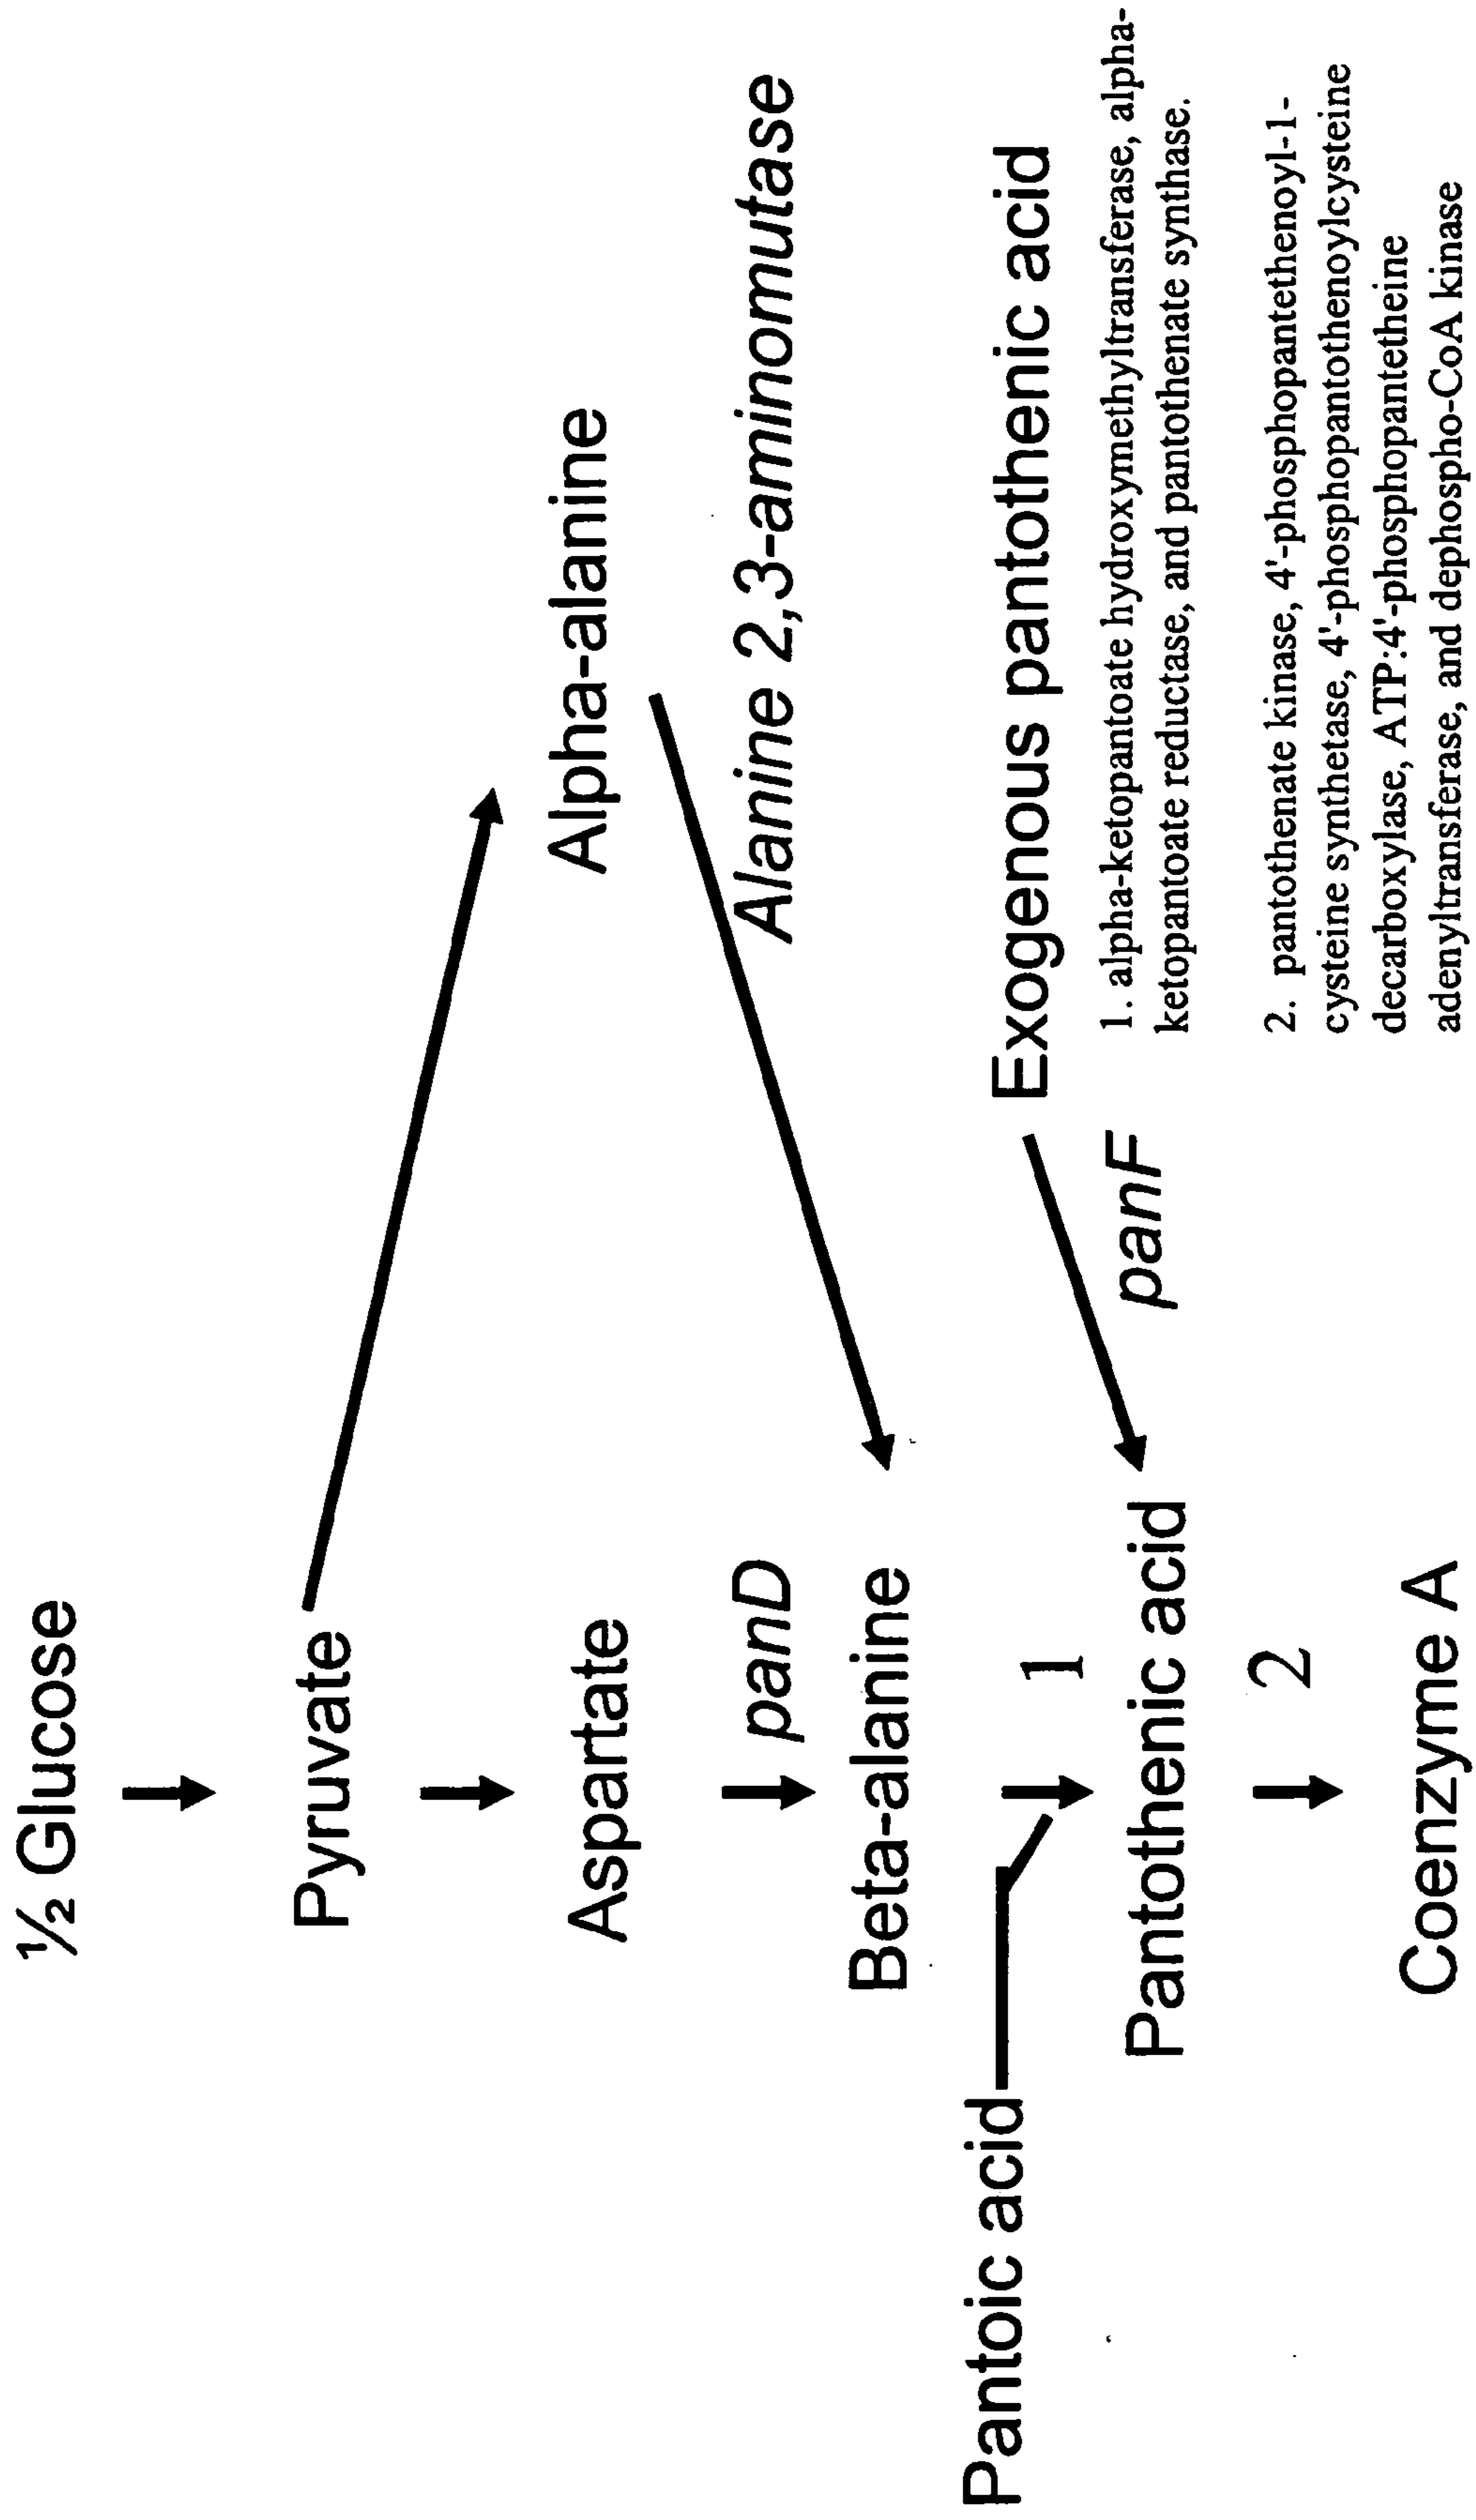 ½ Glucose
Pyruvate
Aspartate
Alpha-alanine
panD
Alanine 2,3-aminomutase
Beta-alanine
Pantoic acid
1
Exogenous pantothenic acid
panF
Pantothenic acid
2
Coenzyme A
1. alpha-ketopantoate hydroxymethyltransferase, alpha-
ketopantoate reductase, and pantothenate synthase.
2. pantothenate kinase, 4'-phosphopantethenoyl-1-
cysteine synthetase, 4'-phosphopantothenoylcysteine
decarboxylase, ATP:4'-phosphopantetheine
adenyltransferase, and dephospho-CoA kinase